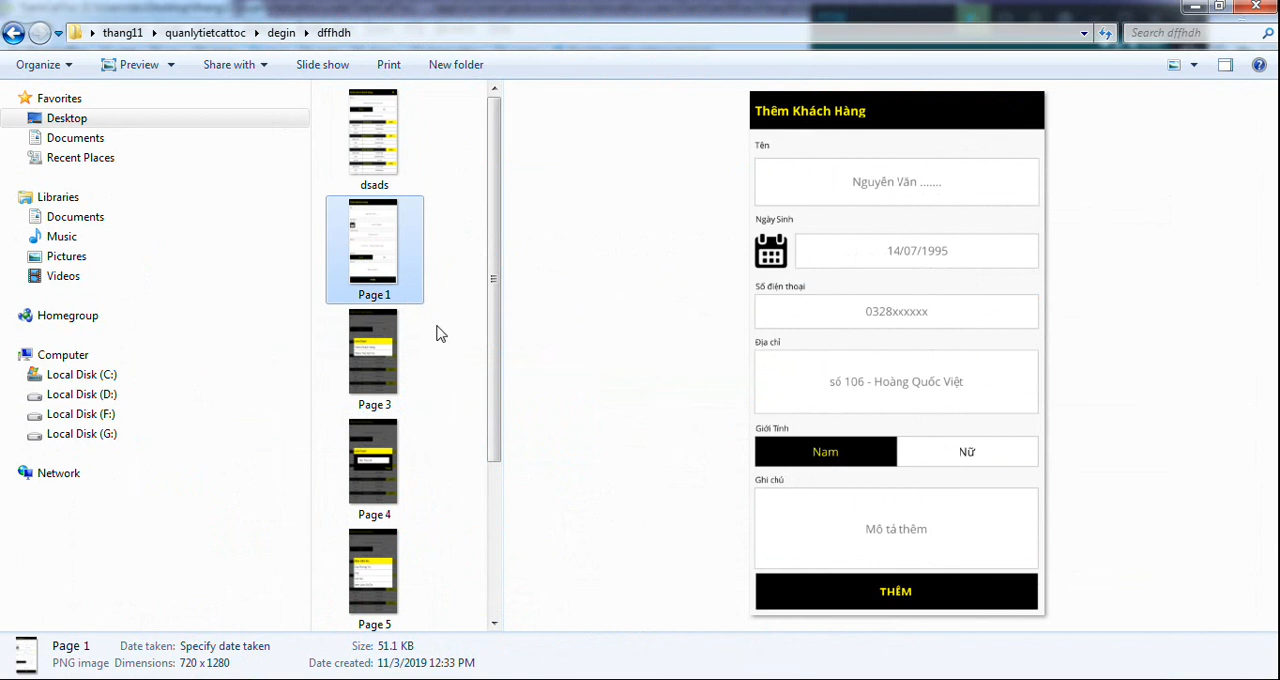 thang11 quanlytietcattoc degin dffhdh
Search dffhdh
Organize Preview Share with Slide show Print New folder
Favorites
Desktop
Documents
Recent Places
Libraries
Documents
Music
Pictures
Videos
Homegroup
Computer
Local Disk (C:)
Local Disk (D:)
Local Disk (F:)
Local Disk (G:)
Network
dsads
Page 1
Page 3
Page 4
Page 5
Thêm Khách Hàng
Tên
Nguyễn Văn .......
Ngày Sinh
14/07/1995
Số điện thoại
0328xxxxxx
Địa chỉ
số 106 - Hoàng Quốc Việt
Giới Tính
Nam Nữ
Ghi chú
Mô tả thêm
THÊM
Page 1 Date taken: Specify date taken Size: 51.1 KB
PNG image Dimensions: 720 x 1280 Date created: 11/3/2019 12:33 PM